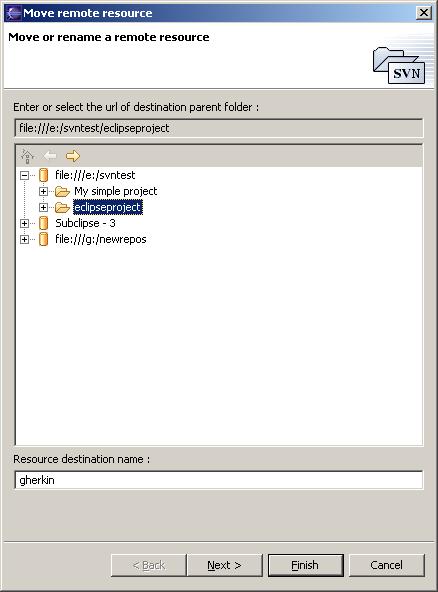 Move remote resource
Move or rename a remote resource
SVN
Enter or select the url of destination parent folder :
file:///e:/svntest/eclipseproject
file:///e:/svntest
My simple project
eclipseproject
Subclipse - 3
file:///g:/newrepos
Resource destination name :
gherkin
< Back Next > Finish Cancel